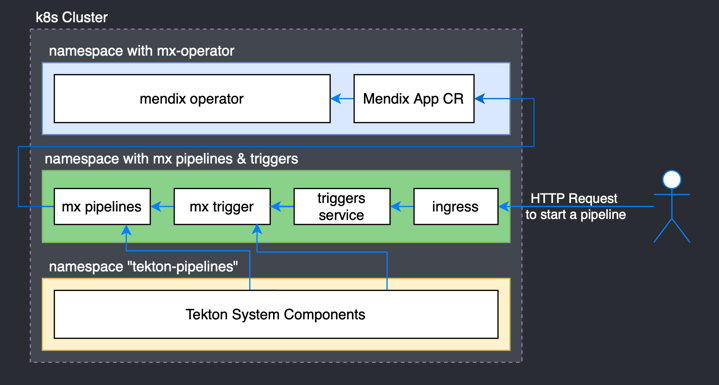 k8s Cluster
namespace with mx-operator
mendix operator
Mendix App CR
namespace with mx pipelines & triggers
mx pipelines
mx trigger
triggers
service
ingress
HTTP Request
to start a pipeline
namespace "tekton-pipelines"
Tekton System Components